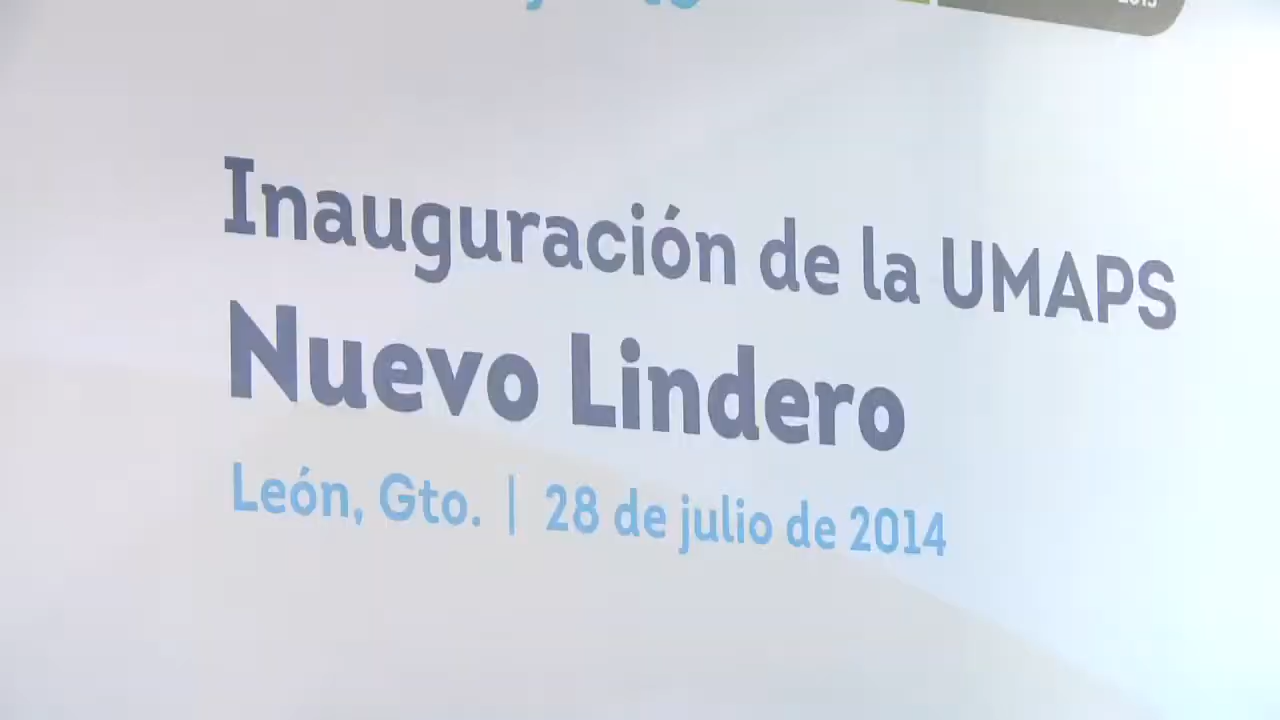 Inauguración de la UMAPS
Nuevo Lindero
León, Gto. | 28 de julio de 2014